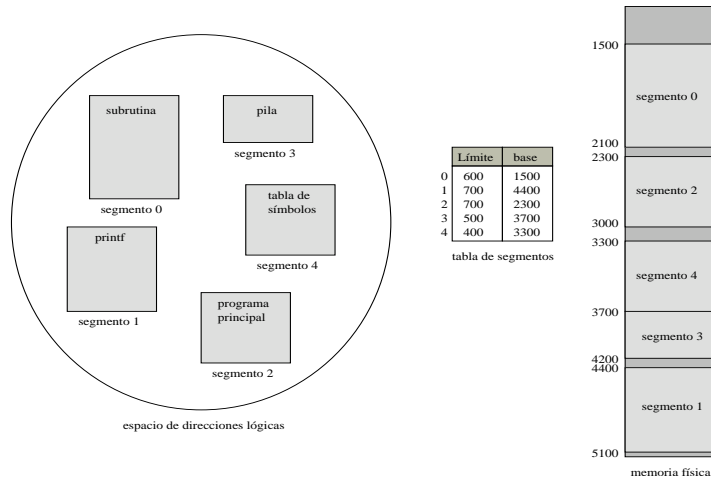 subrutina
segmento 0
pila
segmento 3
tabla de
símbolos
segmento 4
printf
segmento 1
programa
principal
segmento 2
espacio de direcciones lógicas
Límite base
0 600 1500
1 700 4400
2 700 2300
3 500 3700
4 400 3300
tabla de segmentos
1500
segmento 0
2100
2300
segmento 2
3000
3300
segmento 4
3700
segmento 3
4200
4400
segmento 1
5100
memoria física